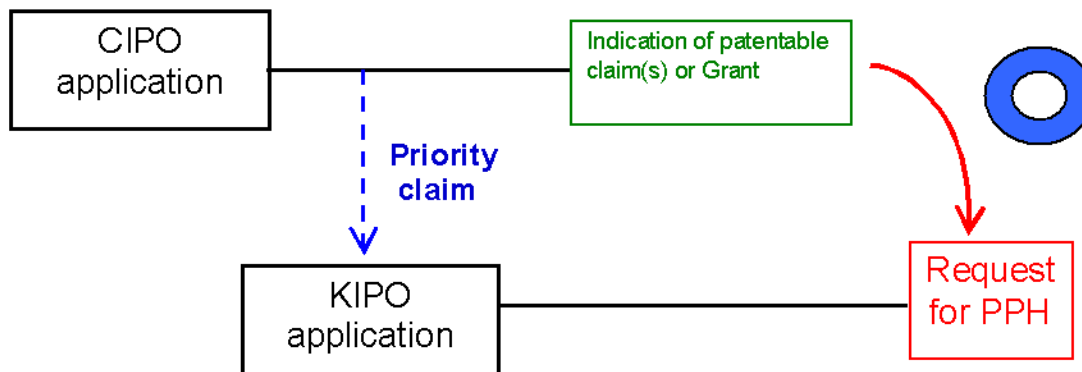 CIPO
application
Indication of patentable
claim(s) or Grant
Priority
claim
KIPO
application
Request
for PPH